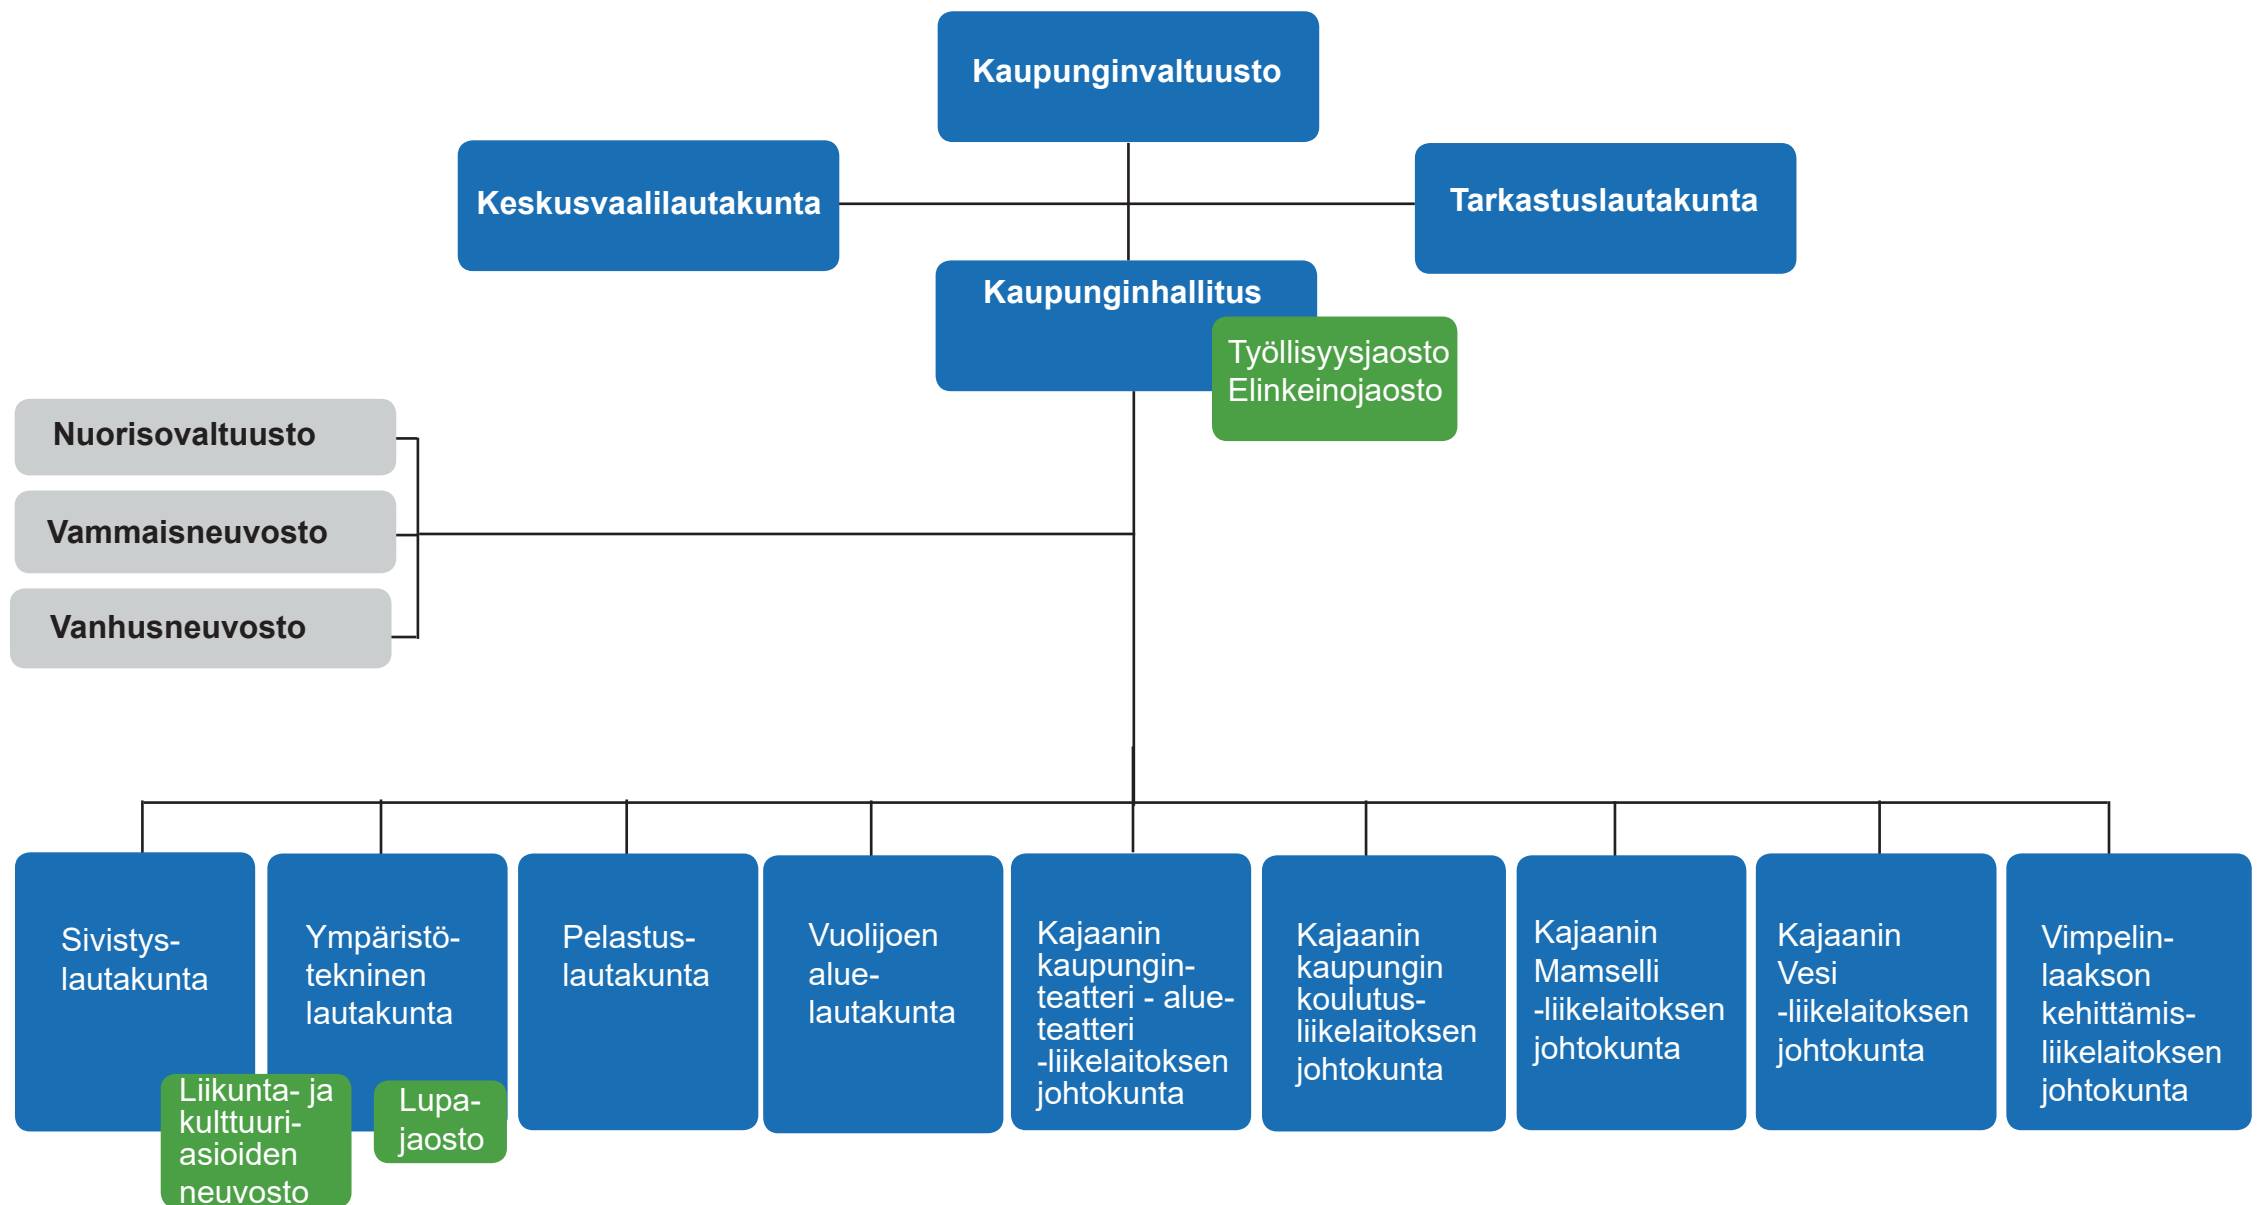 Kaupunginvaltuusto
Keskusvaalilautakunta
Tarkastuslautakunta
Kaupunginhallitus
Työllisyysjaosto
Elinkeinojaosto
Nuorisovaltuusto
Vammaisneuvosto
Vanhusneuvosto
Sivistys-
lautakunta
Liikunta- ja
kulttuuri-
asioiden
neuvosto
Ympäristö-
tekninen
lautakunta
Lupa-
jaosto
Pelastus-
lautakunta
Vuolijoen
alue-
lautakunta
Kajaanin
kaupungin-
teatteri - alue-
teatteri
-liikelaitoksen
johtokunta
Kajaanin
kaupungin
koulutus-
liikelaitoksen
johtokunta
Kajaanin
Mamselli
-liikelaitoksen
johtokunta
Kajaanin
Vesi
-liikelaitoksen
johtokunta
Vimpelin-
laakson
kehittämis-
liikelaitoksen
johtokunta